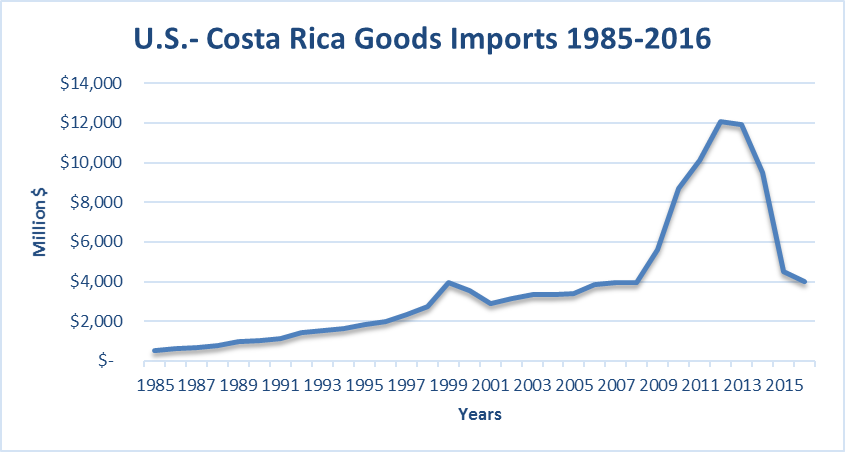 U.S.- Costa Rica Goods Imports 1985-2016
$14,000
$12,000
$10,000
$8,000
$6,000
$4,000
$2,000
$-
Million $
1985 1987 1989 1991 1993 1995 1997 1999 2001 2003 2005 2007 2009 2011 2013 2015
Years